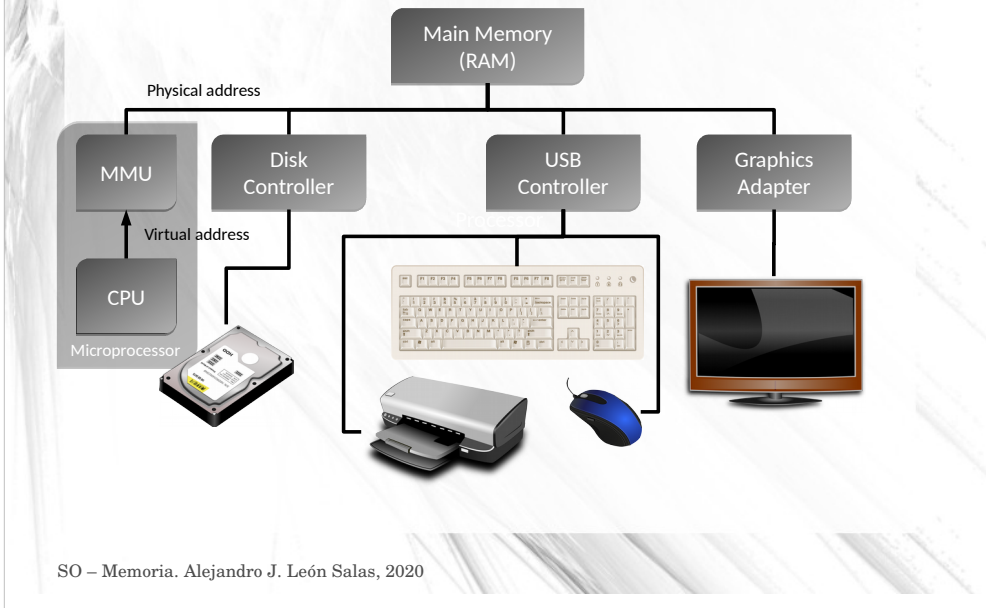 Main Memory
(RAM)
Physical address
MMU
Disk
Controller
USB
Controller
Graphics
Adapter
Processor
Virtual address
CPU
Microprocessor
SO – Memoria. Alejandro J. León Salas, 2020